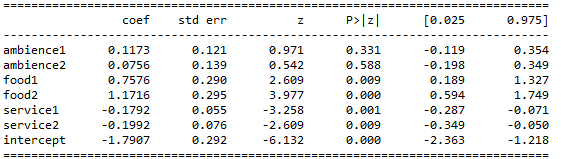 ==============================================================================
                 coef    std err          z      P>|z|      [0.025      0.975]
------------------------------------------------------------------------------
ambience1      0.1173      0.121      0.971      0.331      -0.119       0.354
ambience2      0.0756      0.139      0.542      0.588      -0.198       0.349
food1          0.7576      0.290      2.609      0.009       0.189       1.327
food2          1.1716      0.295      3.977      0.000       0.594       1.749
service1      -0.1792      0.055     -3.258      0.001      -0.287      -0.071
service2      -0.1992      0.076     -2.609      0.009      -0.349      -0.050
intercept     -1.7907      0.292     -6.132      0.000      -2.363      -1.218
==============================================================================